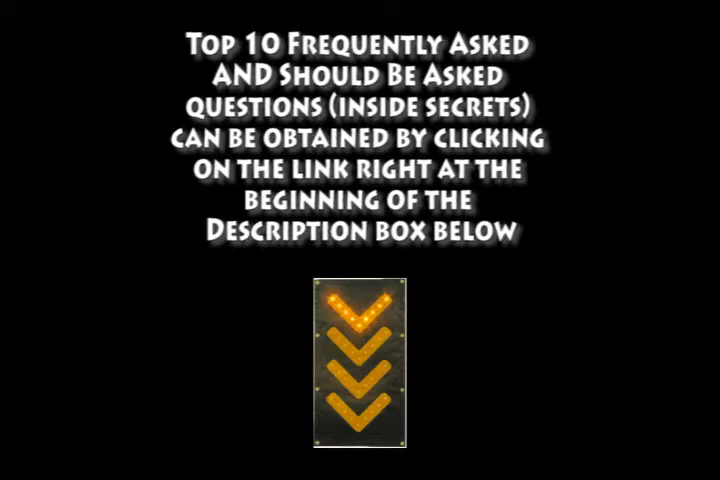 Top 10 Frequently Asked
AND Should Be Asked
questions (inside secrets)
can be obtained by clicking
on the link right at the
beginning of the
Description box below